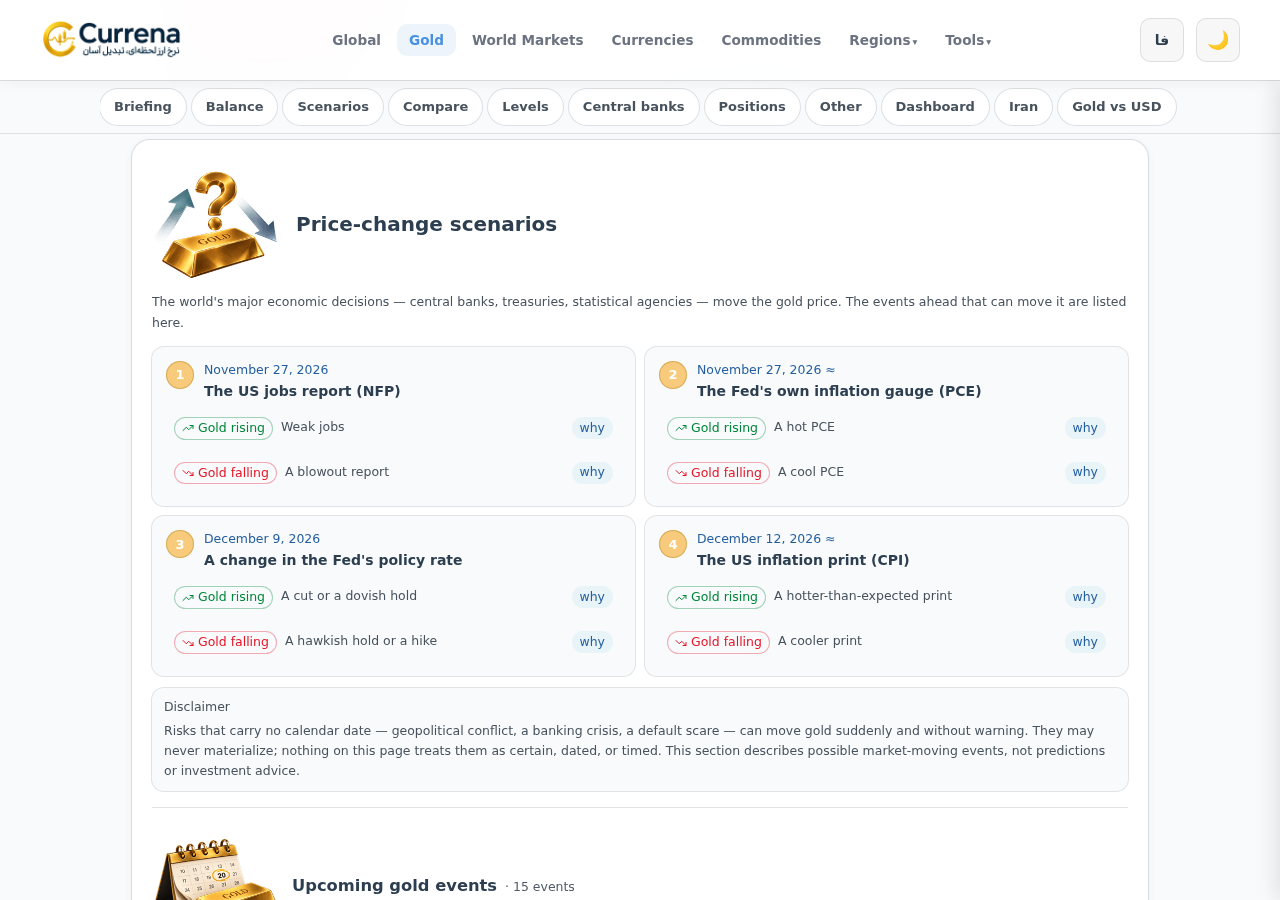 Currena
نرخ ارز لحظه‌ای، تبدیل آسان
Global
Gold
World Markets
Currencies
Commodities
Regions ▾
Tools ▾
فا
Briefing
Balance
Scenarios
Compare
Levels
Central banks
Positions
Other
Dashboard
Iran
Gold vs USD
GOLD
Price-change scenarios
The world's major economic decisions — central banks, treasuries, statistical agencies — move the gold price. The events ahead that can move it are listed
here.
1
November 27, 2026
The US jobs report (NFP)
Gold rising Weak jobs why
Gold falling A blowout report why
2
November 27, 2026 ≈
The Fed's own inflation gauge (PCE)
Gold rising A hot PCE why
Gold falling A cool PCE why
3
December 9, 2026
A change in the Fed's policy rate
Gold rising A cut or a dovish hold why
Gold falling A hawkish hold or a hike why
4
December 12, 2026 ≈
The US inflation print (CPI)
Gold rising A hotter-than-expected print why
Gold falling A cooler print why
Disclaimer
Risks that carry no calendar date — geopolitical conflict, a banking crisis, a default scare — can move gold suddenly and without warning. They may
never materialize; nothing on this page treats them as certain, dated, or timed. This section describes possible market-moving events, not predictions
or investment advice.
20
GOLD
Upcoming gold events · 15 events